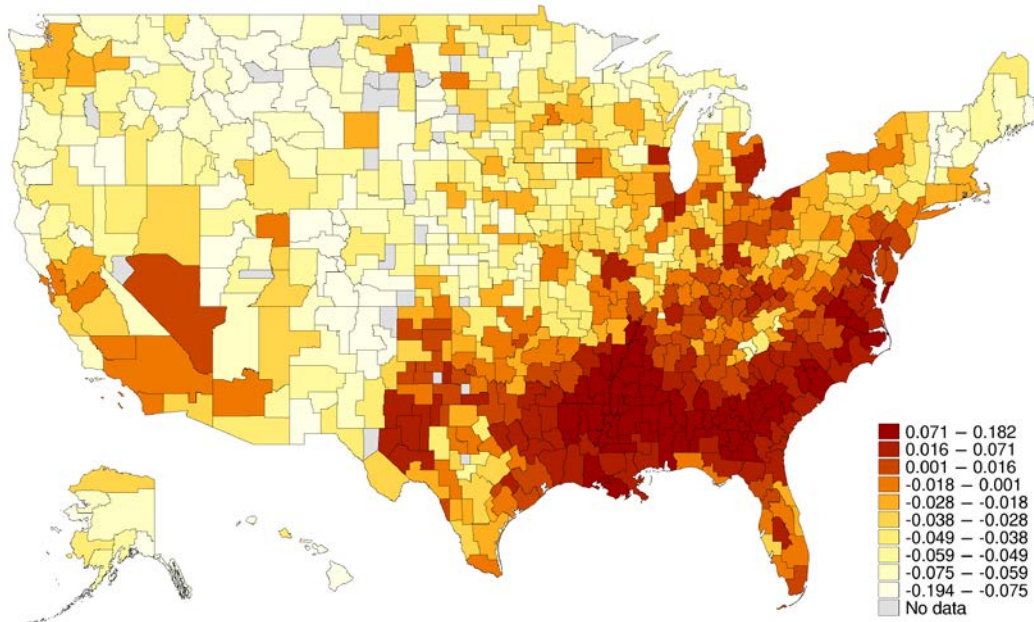 0.071 – 0.182
0.016 – 0.071
0.001 – 0.016
-0.018 – 0.001
-0.028 – -0.018
-0.038 – -0.028
-0.049 – -0.038
-0.059 – -0.049
-0.075 – -0.059
-0.194 – -0.075
No data